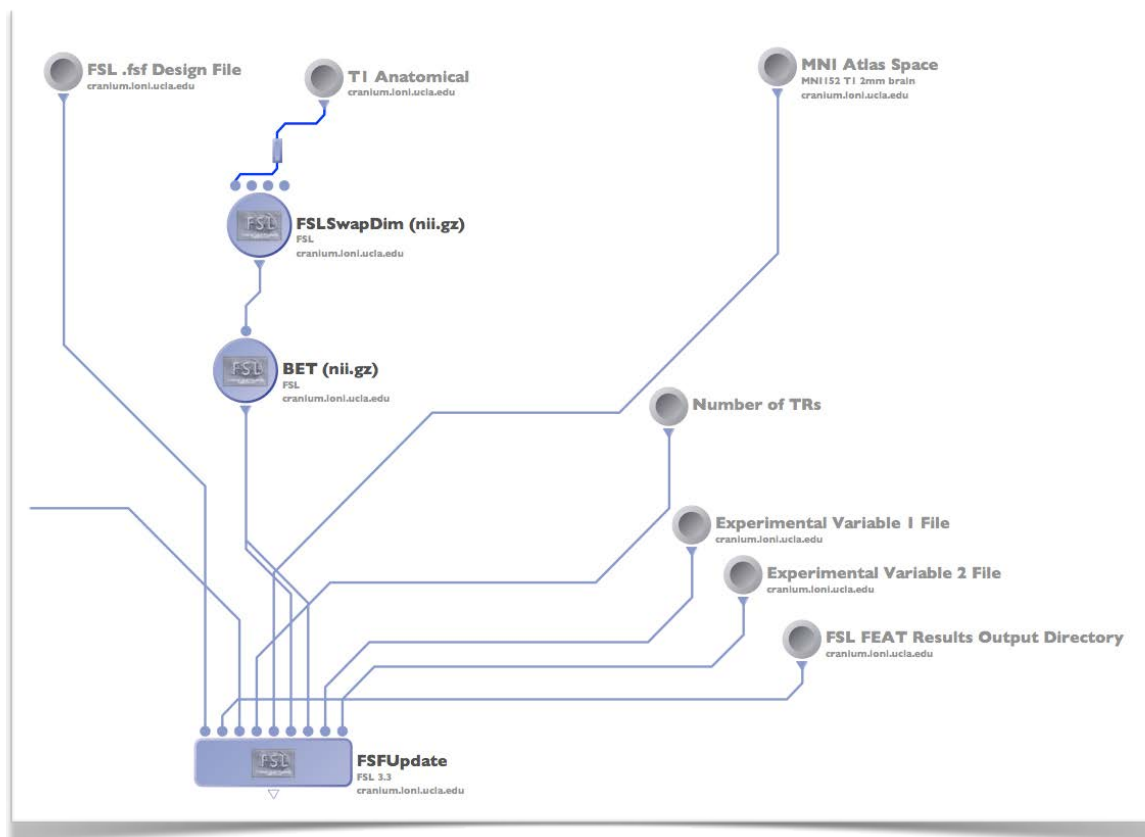 FSL .fsf Design File
cranium.loni.ucla.edu
T1 Anatomical
cranium.loni.ucla.edu
MNI Atlas Space
MNI152 T1 2mm brain
cranium.loni.ucla.edu
FSL
FSLSwapDim (nii.gz)
FSL
cranium.loni.ucla.edu
FSL
BET (nii.gz)
FSL
cranium.loni.ucla.edu
Number of TRs
Experimental Variable 1 File
cranium.loni.ucla.edu
Experimental Variable 2 File
cranium.loni.ucla.edu
FSL FEAT Results Output Directory
cranium.loni.ucla.edu
FSL
FSFUpdate
FSL 3.3
cranium.loni.ucla.edu